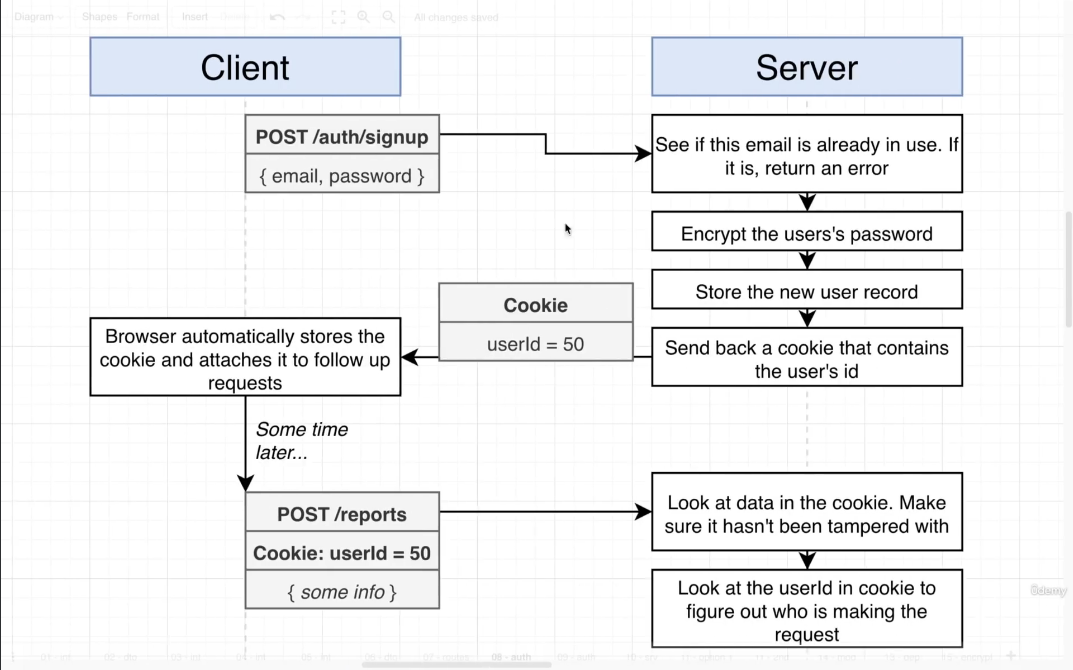 Diagram
Shapes
Format
Insert
All changes saved
Client
Server
POST /auth/signup
{ email, password }
See if this email is already in use. If
it is, return an error
Encrypt the users's password
Store the new user record
Cookie
userId = 50
Send back a cookie that contains
the user's id
Browser automatically stores the
cookie and attaches it to follow up
requests
Some time
later...
POST /reports
Cookie: userId = 50
{ some info }
Look at data in the cookie. Make
sure it hasn't been tampered with
Look at the userId in cookie to
figure out who is making the
request
ûdemy
08 - auth